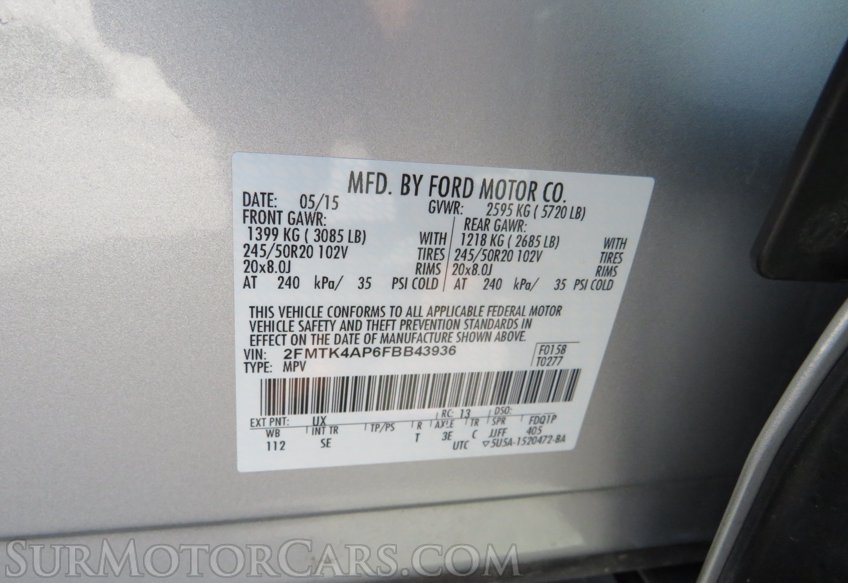 MFD. BY FORD MOTOR CO.
DATE: 05/15 GVWR: 2595 KG ( 5720 LB)
FRONT GAWR: REAR GAWR:
1399 KG ( 3085 LB) WITH 1218 KG ( 2685 LB) WITH
245/50R20 102V TIRES 245/50R20 102V TIRES
20x8.0J RIMS 20x8.0J RIMS
AT 240 kPa/ 35 PSI COLD AT 240 kPa/ 35 PSI COLD
THIS VEHICLE CONFORMS TO ALL APPLICABLE FEDERAL MOTOR
VEHICLE SAFETY AND THEFT PREVENTION STANDARDS IN
EFFECT ON THE DATE OF MANUFACTURE SHOWN ABOVE.
VIN: 2FMTK4AP6FBB43936 F0158
TYPE: MPV T0277
EXT PNT: UX RC: 13 DSO: FDQ1P
WB INT TR TP/PS R AXLE TR SPR 405
112 SE T 3E C JJFF
UTC ▽5U5A-1520472-BA
SURMOTORCARS.COM